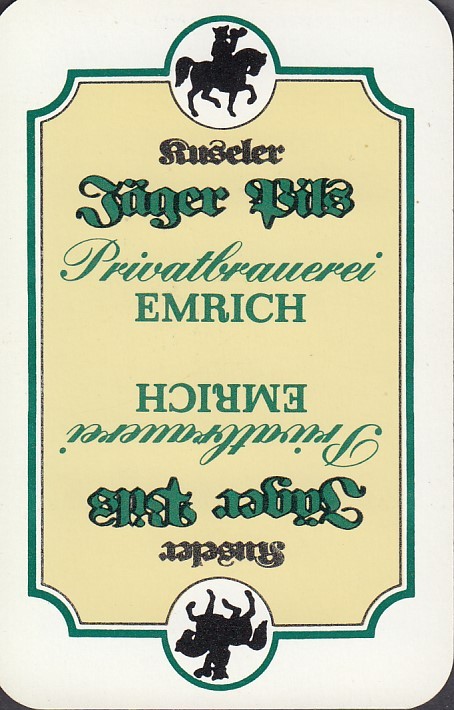 Kuseler
Jäger Pils
Privatbrauerei
EMRICH
EMRICH
Privatbrauerei
Jäger Pils
Kuseler